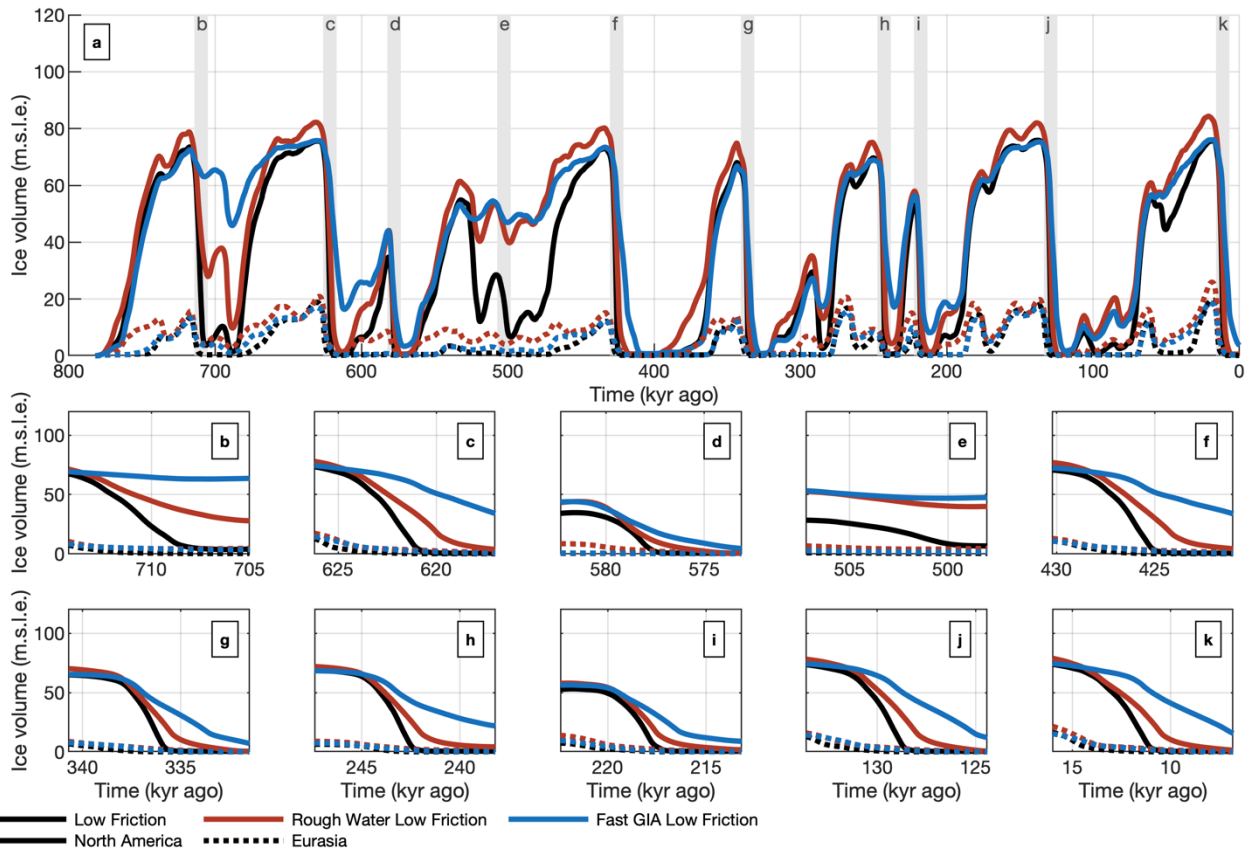 120
100
80
60
40
20
0
Ice volume (m.s.l.e.)
a
b
c
d
e
f
g
h
i
j
k
800
700
600
500
400
300
200
100
0
Time (kyr ago)
Ice volume (m.s.l.e.)
100
50
0
b
710
705
c
625
620
d
580
575
e
505
500
f
430
425
Ice volume (m.s.l.e.)
100
50
0
g
340
335
Time (kyr ago)
h
245
240
Time (kyr ago)
i
220
215
Time (kyr ago)
j
130
125
Time (kyr ago)
k
15
10
Time (kyr ago)
Low Friction
Rough Water Low Friction
Fast GIA Low Friction
North America
Eurasia